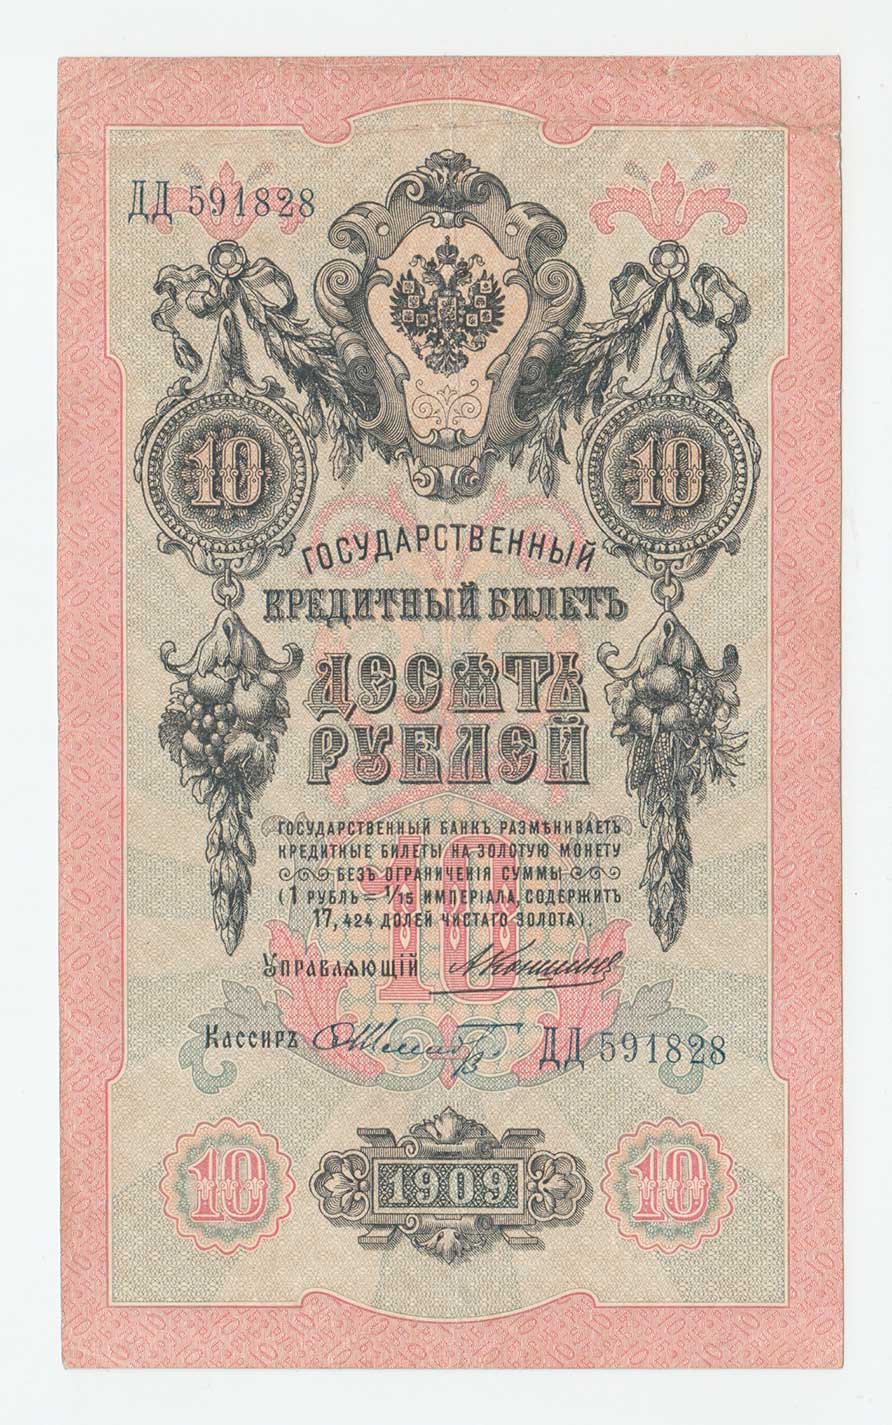 ДД 591828
10 10
ГОСУДАРСТВЕННЫЙ
КРЕДИТНЫЙ БИЛЕТЪ
ДЕСЯТЬ
РУБЛЕЙ
ГОСУДАРСТВЕННЫЙ БАНКЪ РАЗМѢНИВАЕТЪ
КРЕДИТНЫЕ БИЛЕТЫ НА ЗОЛОТУЮ МОНЕТУ
БЕЗЪ ОГРАНИЧЕНІЯ СУММЫ
(1 РУБЛЬ = 1/15 ИМПЕРІАЛА, СОДЕРЖИТЪ
17,424 ДОЛЕЙ ЧИСТАГО ЗОЛОТА).
10
УПРАВЛЯЮЩІЙ АКоншинъ
Кассиръ
ДД 591828
10 1909 10